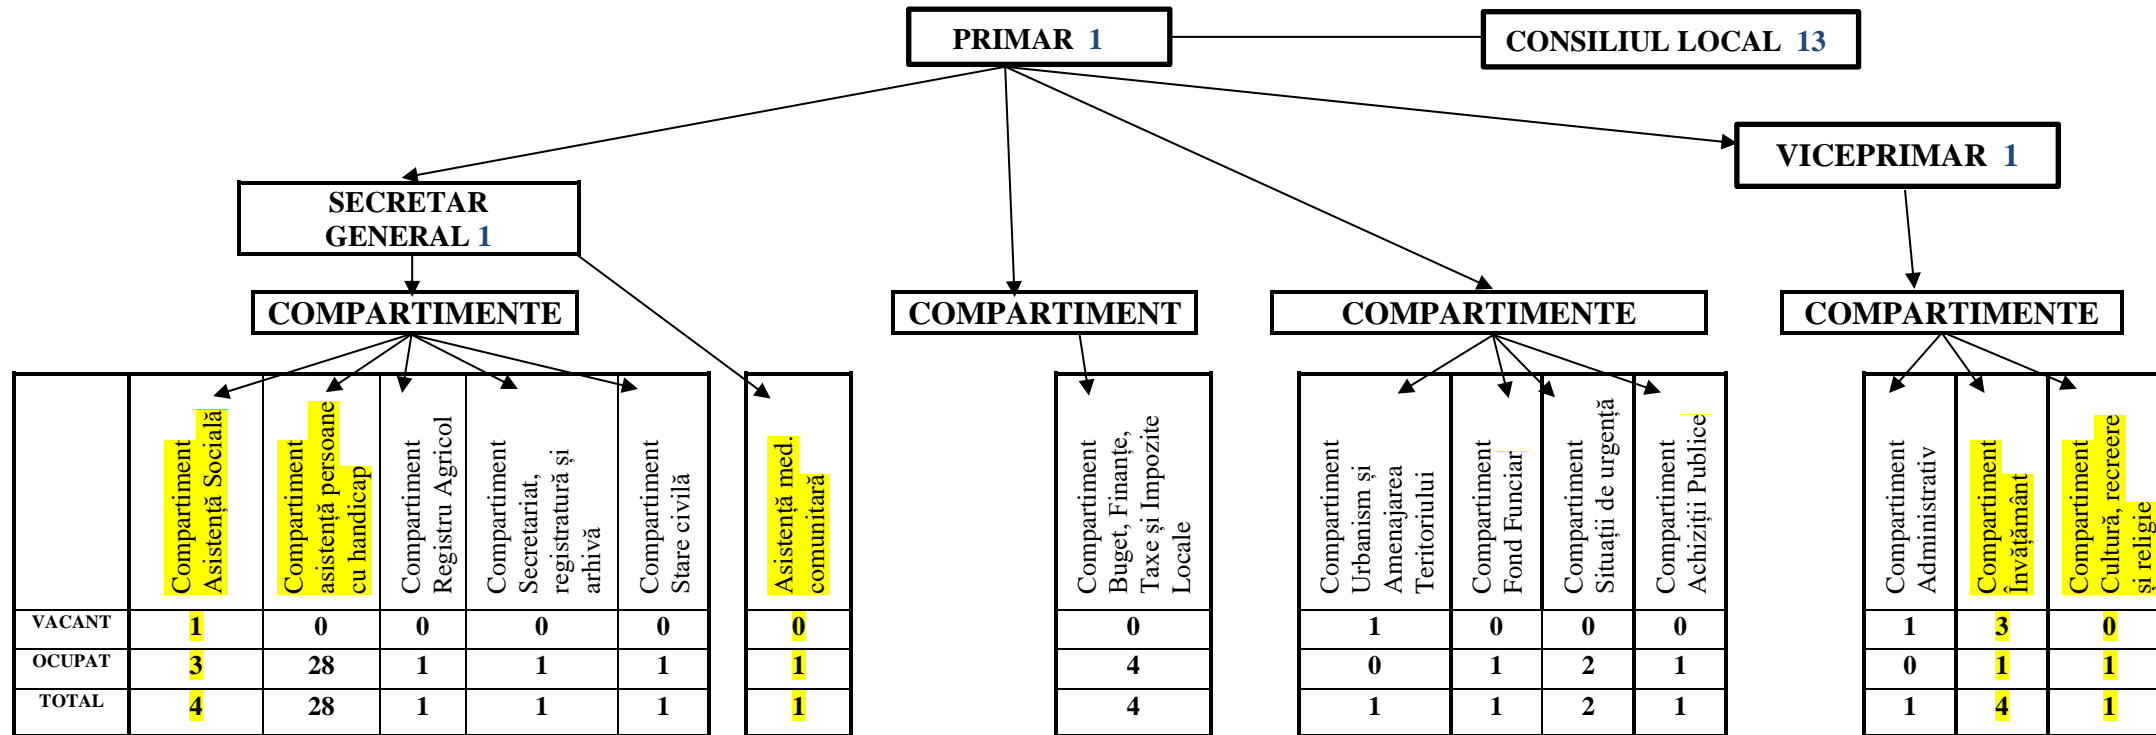 PRIMAR 1
CONSILIUL LOCAL 13
VICEPRIMAR 1
SECRETAR
GENERAL 1
COMPARTIMENTE
COMPARTIMENT
COMPARTIMENTE
COMPARTIMENTE
Compartiment
Asistență Socială
Compartiment
asistență persoane
cu handicap
Compartiment
Registru Agricol
Compartiment
Secretariat,
registratură și
arhivă
Compartiment
Stare civilă
Asistență med.
comunitară
Compartiment
Buget, Finanțe,
Taxe și Impozite
Locale
Compartiment
Urbanism și
Amenajarea
Teritoriului
Compartiment
Fond Funciar
Compartiment
Situații de urgență
Compartiment
Achiziții Publice
Compartiment
Administrativ
Compartiment
Învățământ
Compartiment
Cultură, recreere
și religie
VACANT 1 0 0 0 0 0 0 1 0 0 0 1 3 0
OCUPAT 3 28 1 1 1 1 4 0 1 2 1 0 1 1
TOTAL 4 28 1 1 1 1 4 1 1 2 1 1 4 1